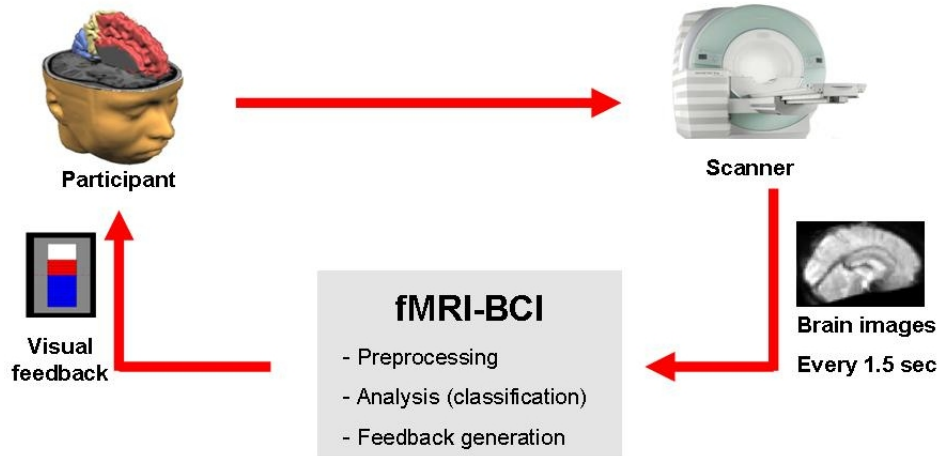 Participant
Scanner
Visual
feedback
fMRI-BCI
- Preprocessing
- Analysis (classification)
- Feedback generation
Brain images
Every 1.5 sec